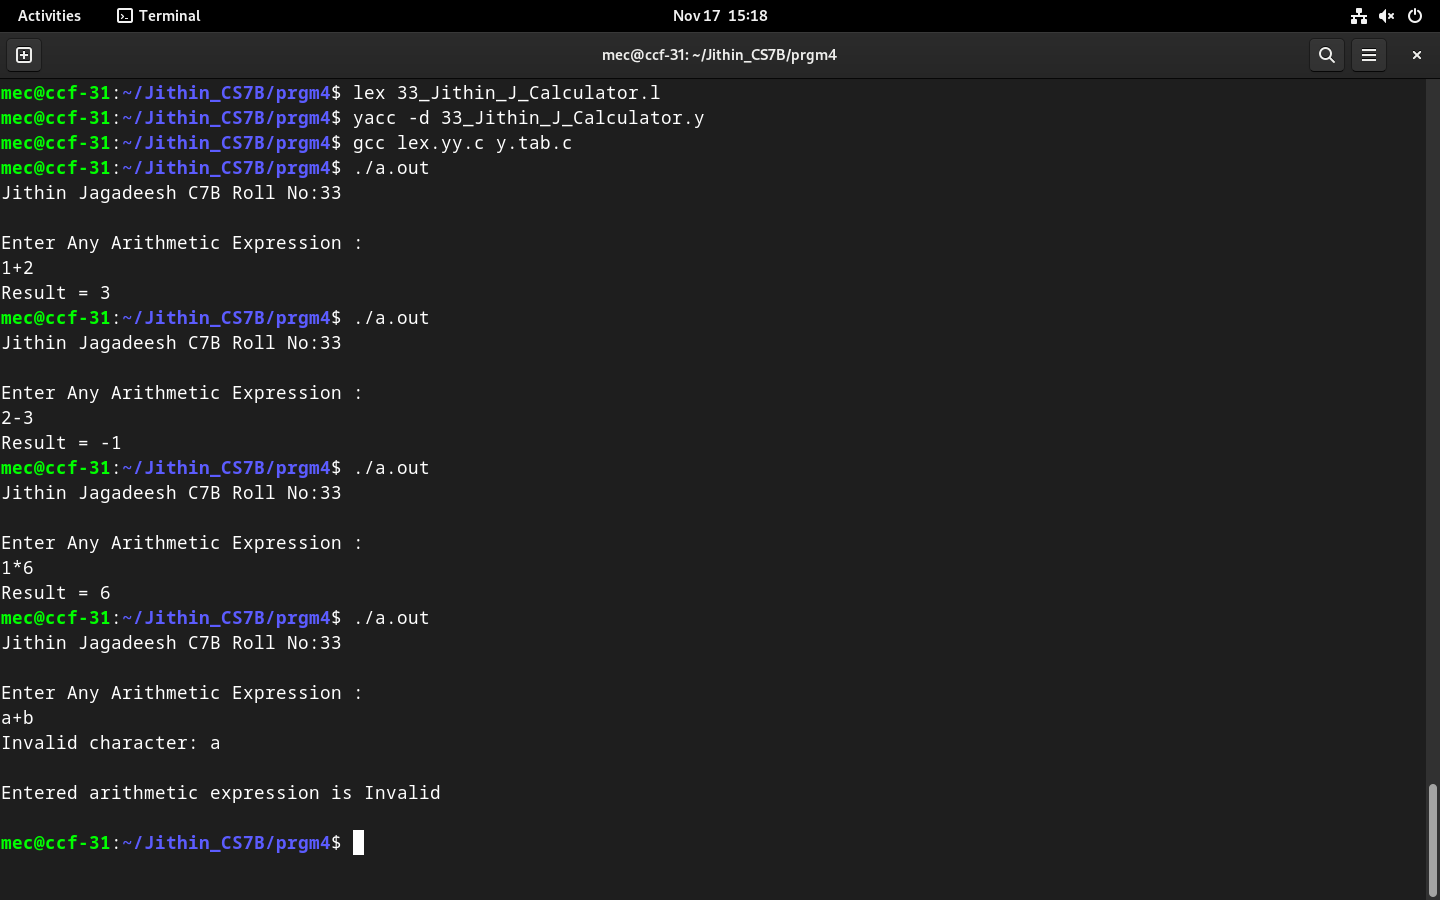 Activities Terminal Nov 17 15:18
mec@ccf-31: ~/Jithin_CS7B/prgm4
mec@ccf-31:~/Jithin_CS7B/prgm4$ lex 33_Jithin_J_Calculator.l
mec@ccf-31:~/Jithin_CS7B/prgm4$ yacc -d 33_Jithin_J_Calculator.y
mec@ccf-31:~/Jithin_CS7B/prgm4$ gcc lex.yy.c y.tab.c
mec@ccf-31:~/Jithin_CS7B/prgm4$ ./a.out
Jithin Jagadeesh C7B Roll No:33
Enter Any Arithmetic Expression :
1+2
Result = 3
mec@ccf-31:~/Jithin_CS7B/prgm4$ ./a.out
Jithin Jagadeesh C7B Roll No:33
Enter Any Arithmetic Expression :
2-3
Result = -1
mec@ccf-31:~/Jithin_CS7B/prgm4$ ./a.out
Jithin Jagadeesh C7B Roll No:33
Enter Any Arithmetic Expression :
1*6
Result = 6
mec@ccf-31:~/Jithin_CS7B/prgm4$ ./a.out
Jithin Jagadeesh C7B Roll No:33
Enter Any Arithmetic Expression :
a+b
Invalid character: a
Entered arithmetic expression is Invalid
mec@ccf-31:~/Jithin_CS7B/prgm4$